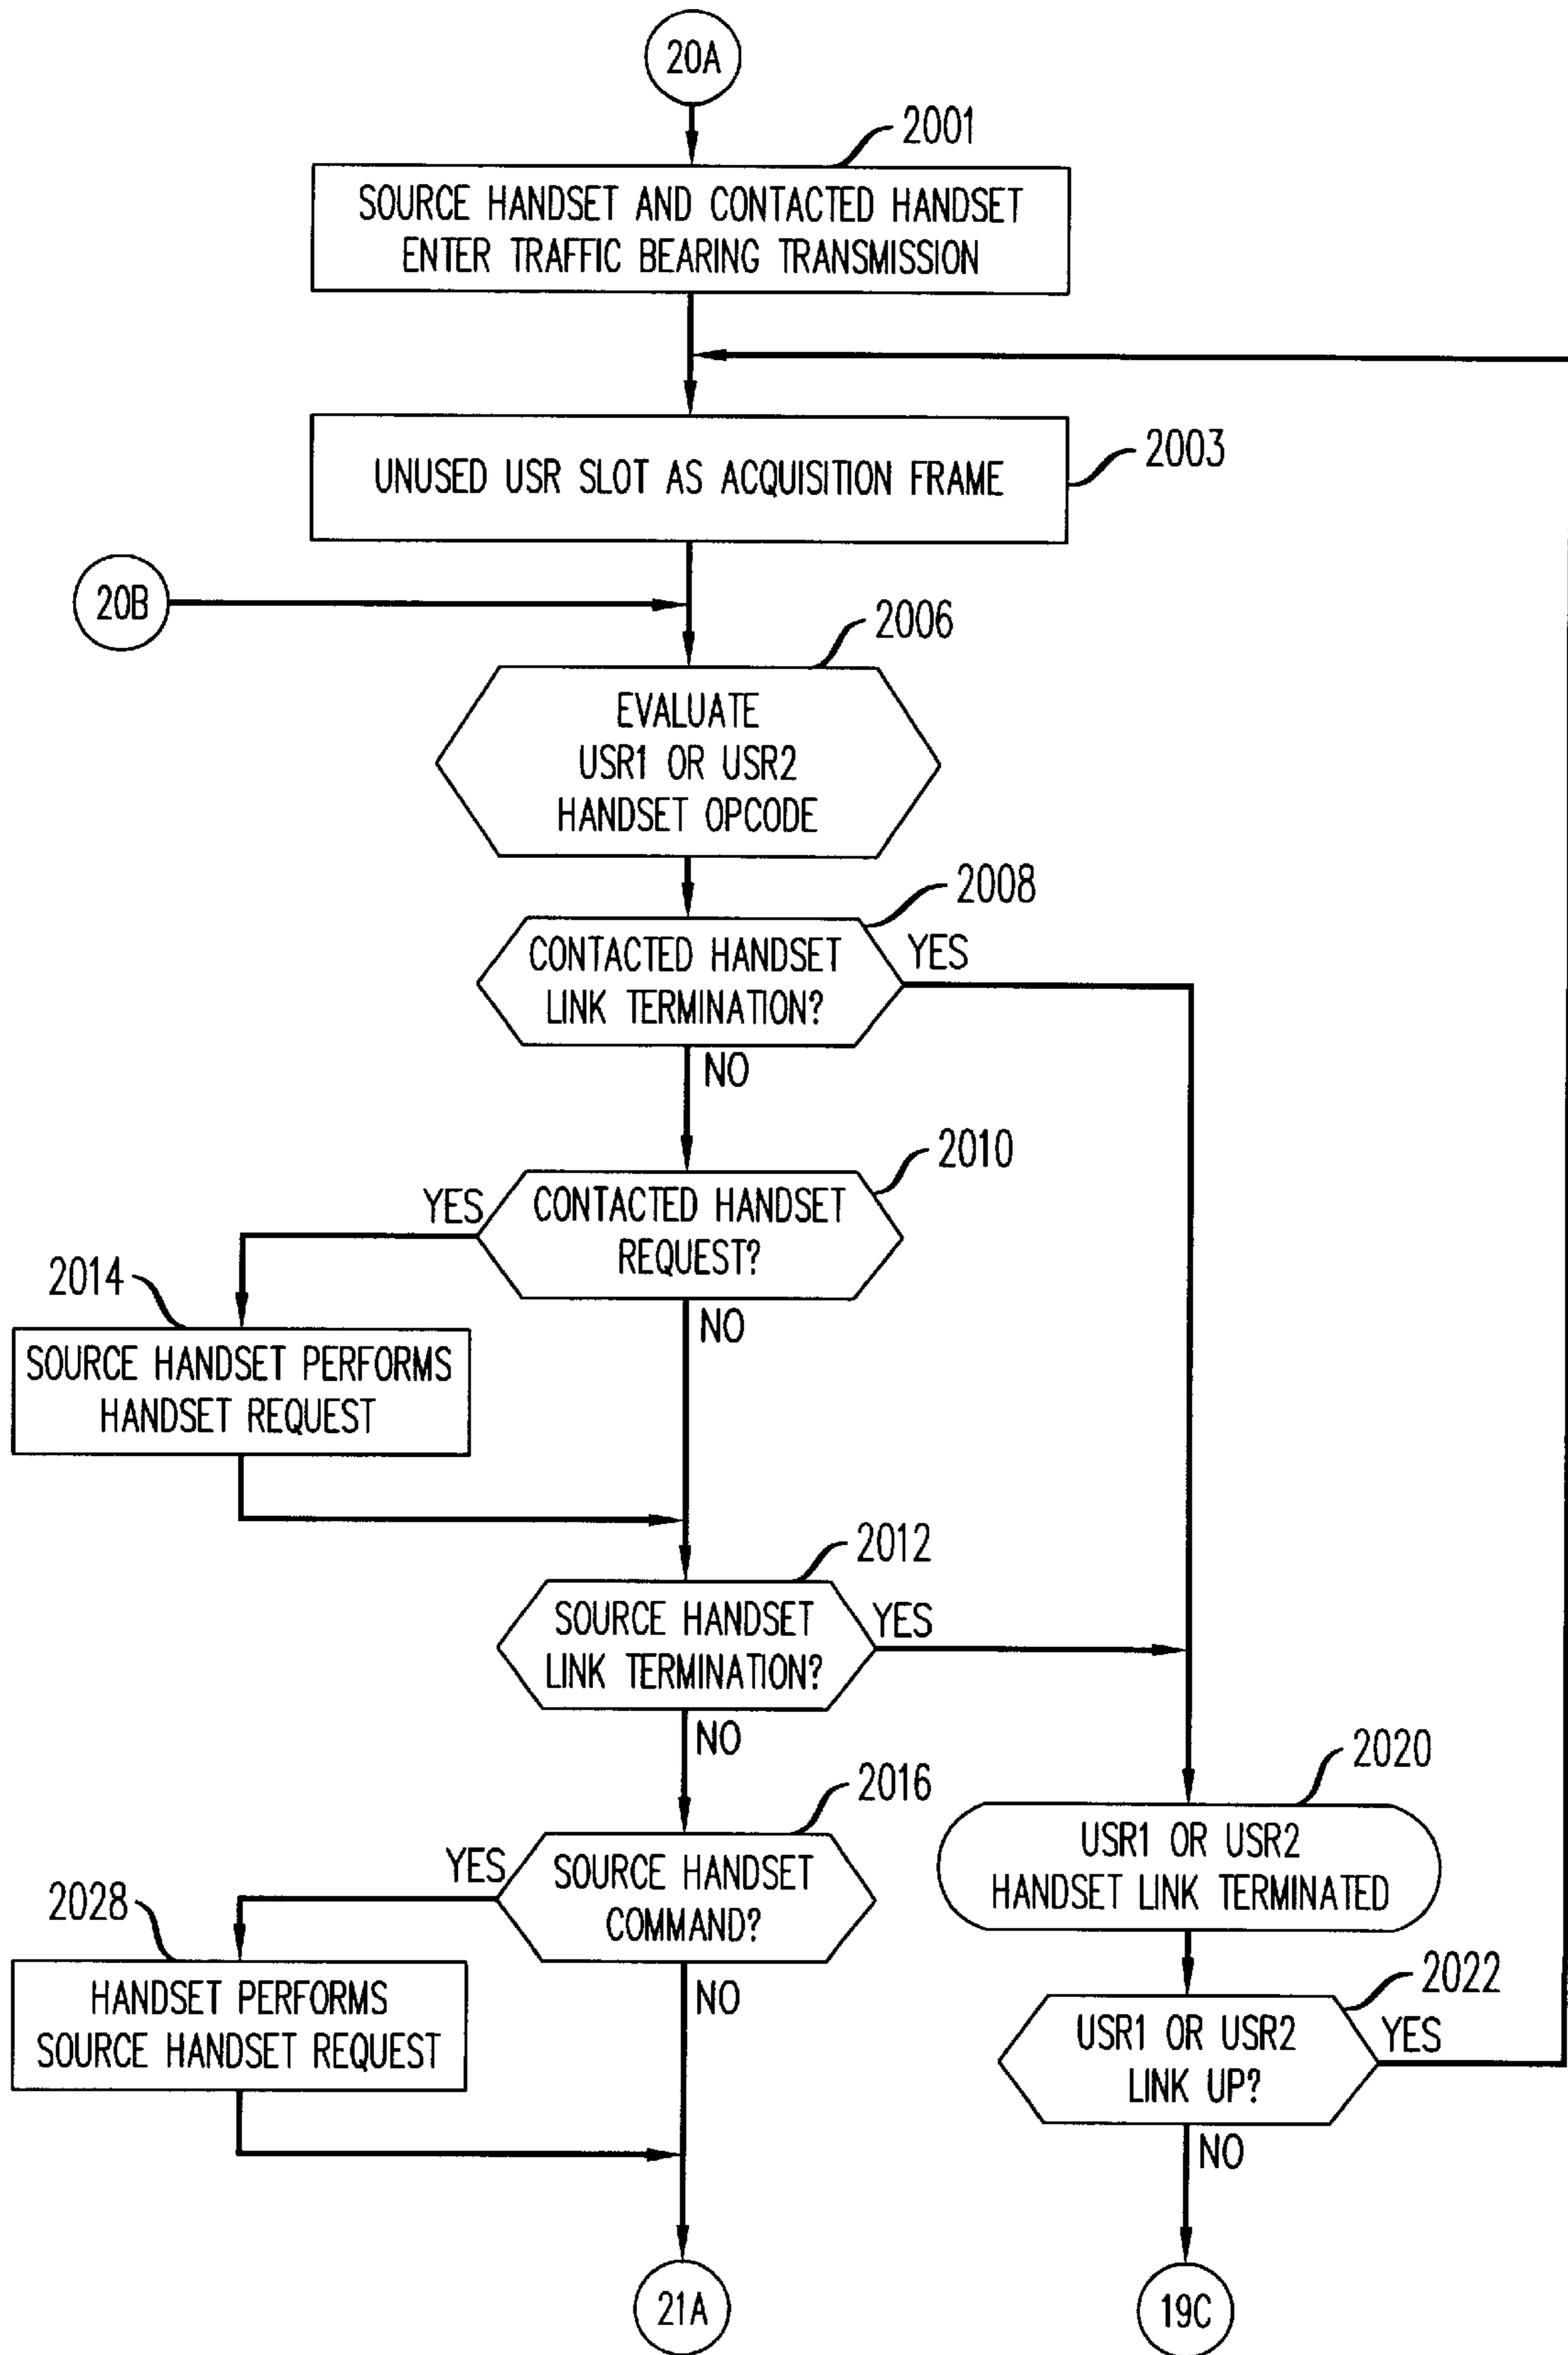 20A
2001
SOURCE HANDSET AND CONTACTED HANDSET
ENTER TRAFFIC BEARING TRANSMISSION
UNUSED USR SLOT AS ACQUISITION FRAME
2003
20B
2006
EVALUATE
USR1 OR USR2
HANDSET OPCODE
2008
CONTACTED HANDSET
LINK TERMINATION?
YES
NO
2010
YES
CONTACTED HANDSET
REQUEST?
NO
2014
SOURCE HANDSET PERFORMS
HANDSET REQUEST
2012
SOURCE HANDSET
LINK TERMINATION?
YES
NO
2016
YES
SOURCE HANDSET
COMMAND?
NO
2028
HANDSET PERFORMS
SOURCE HANDSET REQUEST
2020
USR1 OR USR2
HANDSET LINK TERMINATED
2022
USR1 OR USR2
LINK UP?
YES
NO
21A
19C